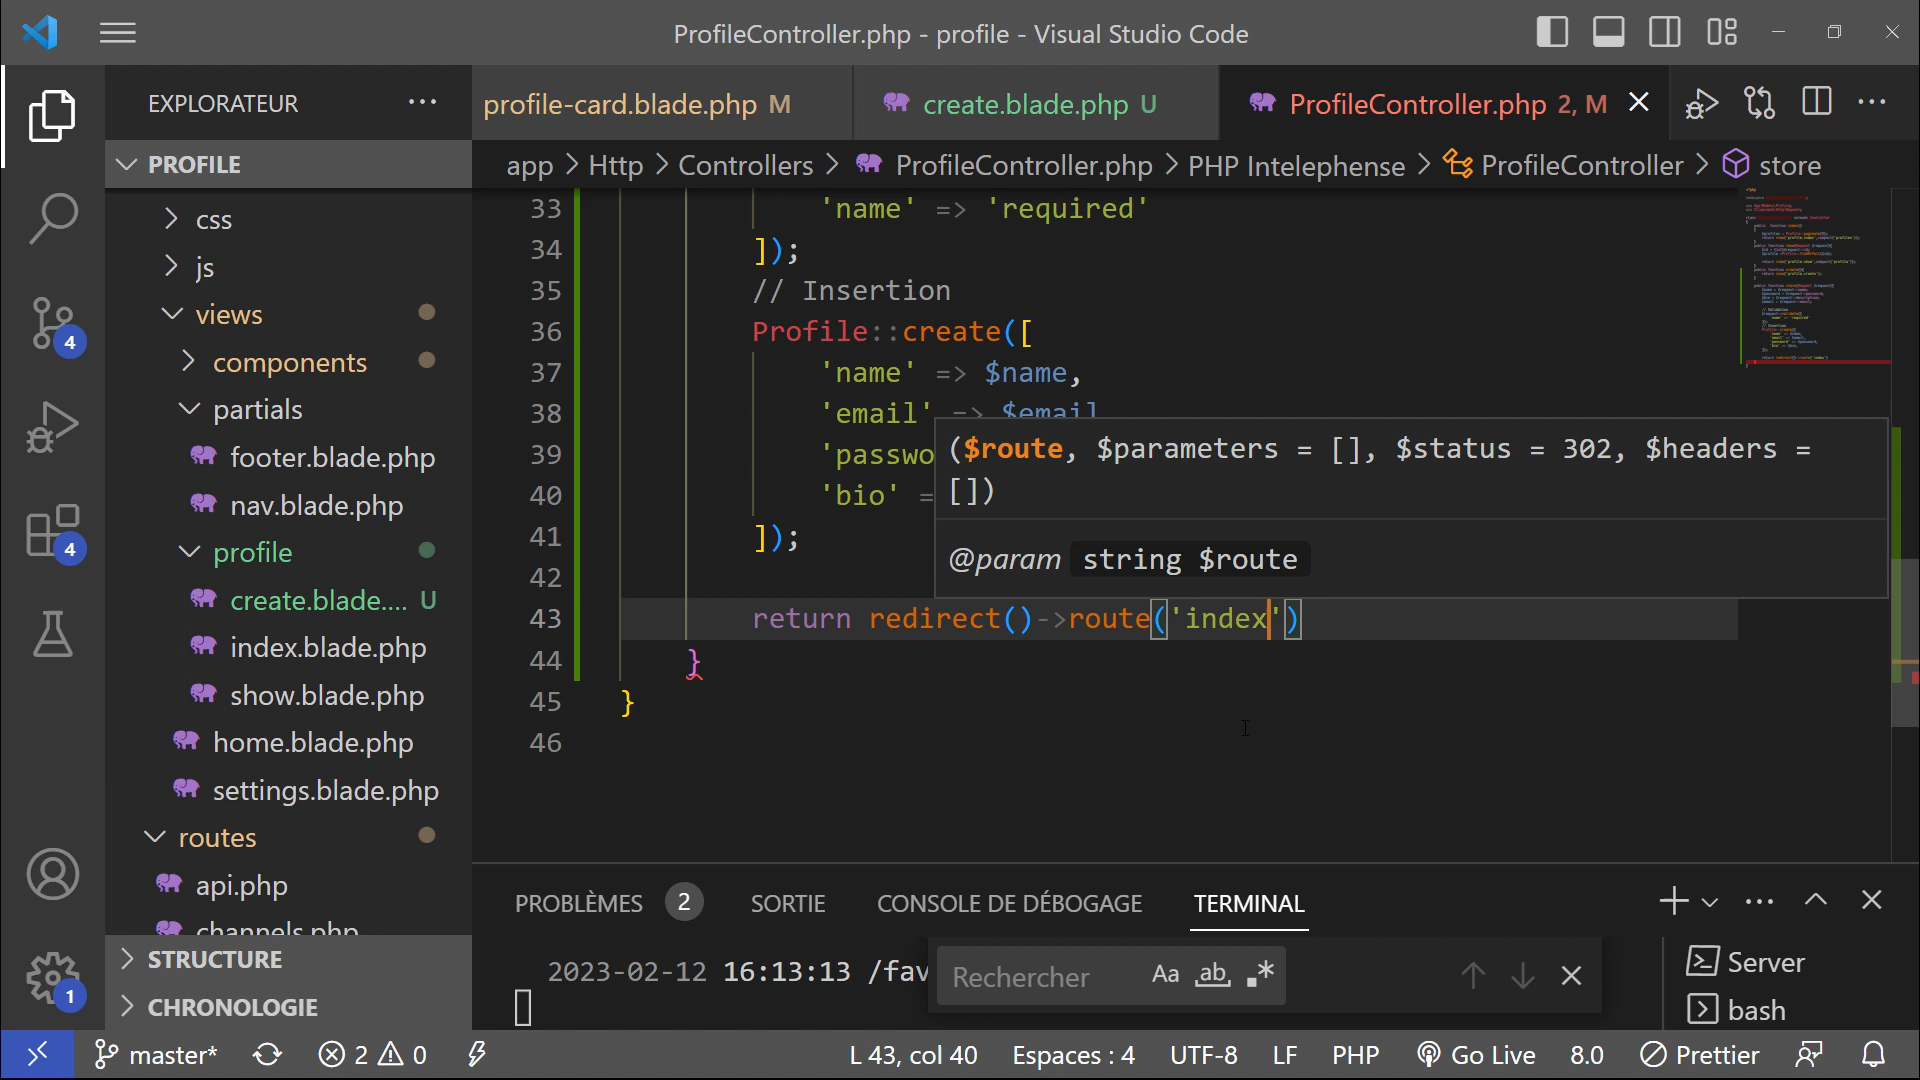 ProfileController.php - profile - Visual Studio Code
EXPLORATEUR
profile-card.blade.php M
create.blade.php U
ProfileController.php 2, M
PROFILE
app > Http > Controllers > ProfileController.php > PHP Intelephense > ProfileController > store
css
js
views
components
partials
footer.blade.php
nav.blade.php
profile
create.blade.... U
index.blade.php
show.blade.php
home.blade.php
settings.blade.php
routes
api.php
channels.php
STRUCTURE
CHRONOLOGIE
33 'name' => 'required'
34 ]);
35 // Insertion
36 Profile::create([
37 'name' => $name,
38 'email' => $email
39 'passwo
40 'bio' =
41 ]);
42
43 return redirect()->route('index')
44 }
45 }
46
($route, $parameters = [], $status = 302, $headers =
[])
@param string $route
PROBLÈMES 2 SORTIE CONSOLE DE DÉBOGAGE TERMINAL
2023-02-12 16:13:13 /fav
Rechercher Aa ab .*
Server
bash
4
4
1
master* 2 0 L 43, col 40 Espaces : 4 UTF-8 LF PHP Go Live 8.0 Prettier